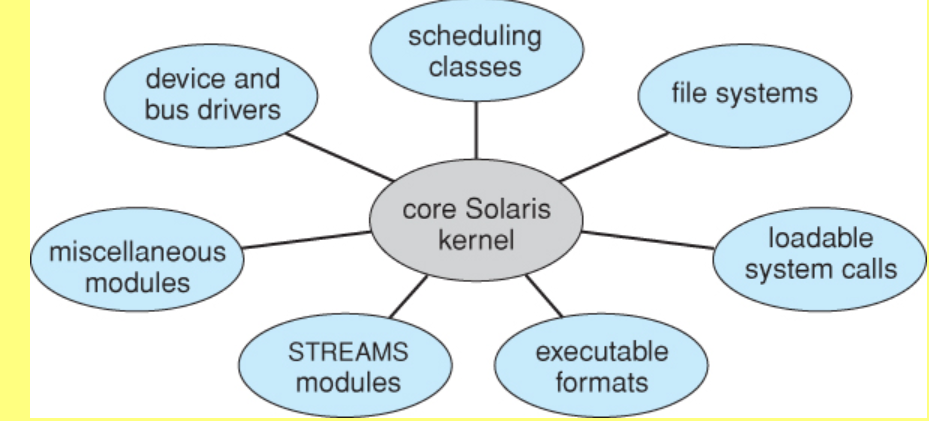 scheduling
classes
device and
bus drivers
file systems
core Solaris
kernel
miscellaneous
modules
loadable
system calls
STREAMS
modules
executable
formats